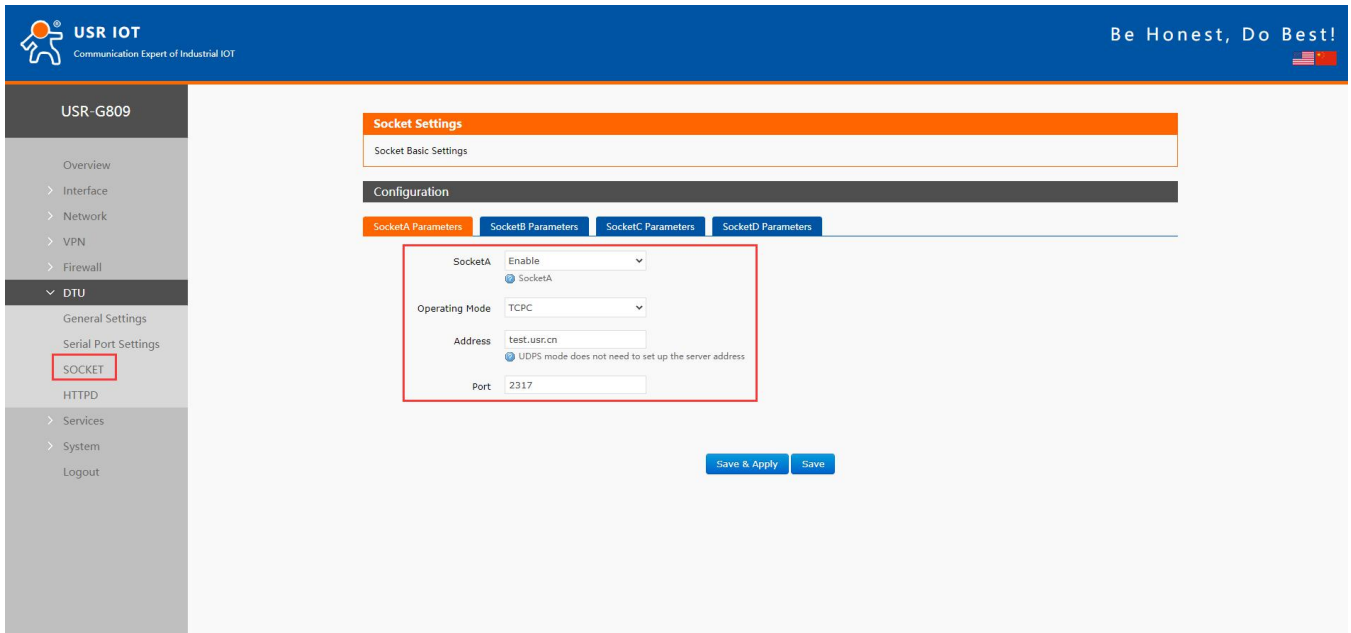 USR IOT
Communication Expert of Industrial IOT
Be Honest, Do Best!
USR-G809
Overview
Interface
Network
VPN
Firewall
DTU
General Settings
Serial Port Settings
SOCKET
HTTPD
Services
System
Logout
Socket Settings
Socket Basic Settings
Configuration
SocketA Parameters SocketB Parameters SocketC Parameters SocketD Parameters
SocketA Enable
SocketA
Operating Mode TCPC
Address test.usr.cn
UDPS mode does not need to set up the server address
Port 2317
Save & Apply Save